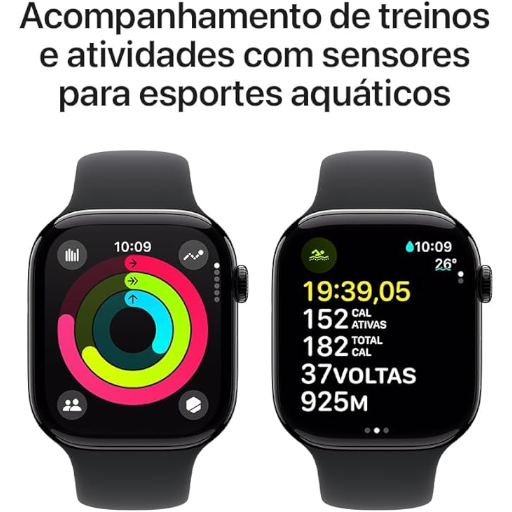 Acompanhamento de treinos
e atividades com sensores
para esportes aquáticos
10:09
10:09
26°
19:39,05
152 CAL ATIVAS
182 TOTAL CAL
37VOLTAS
925M